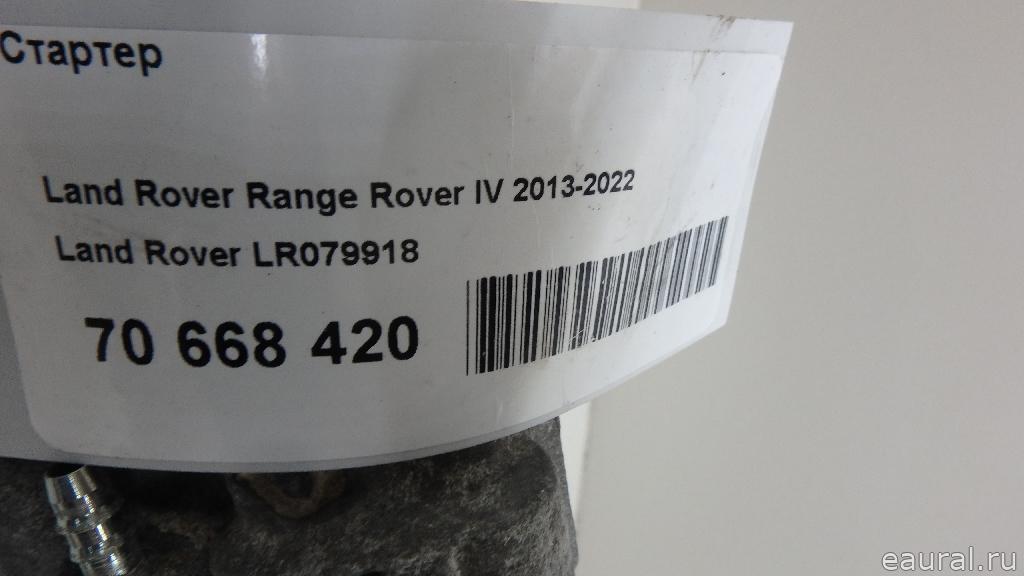 Стартер
Land Rover Range Rover IV 2013-2022
Land Rover LR079918
70 668 420
eaural.ru